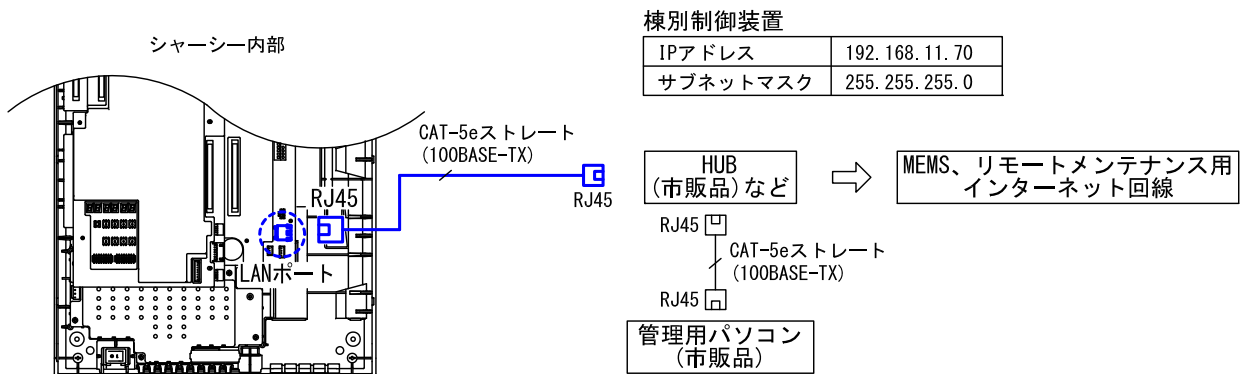 棟別制御装置
IPアドレス 192.168.11.70
サブネットマスク 255.255.255.0
シャーシー内部
CAT-5eストレート
(100BASE-TX)
RJ45
RJ45
LANポート
HUB
(市販品)など
MEMS、リモートメンテナンス用
インターネット回線
RJ45
CAT-5eストレート
(100BASE-TX)
RJ45
管理用パソコン
(市販品)